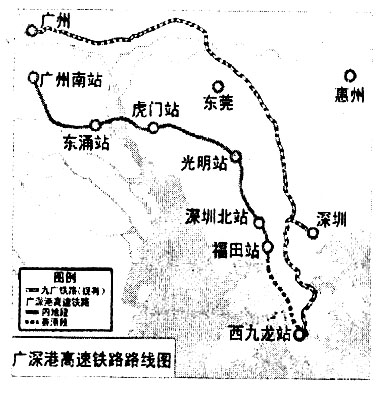 广州
广州南站
东莞
惠州
虎门站
东涌站
光明站
深圳北站
深圳
福田站
西九龙站
图例
九广铁路(现有)
广深港高速铁路
内地段
香港段
广深港高速铁路路线图